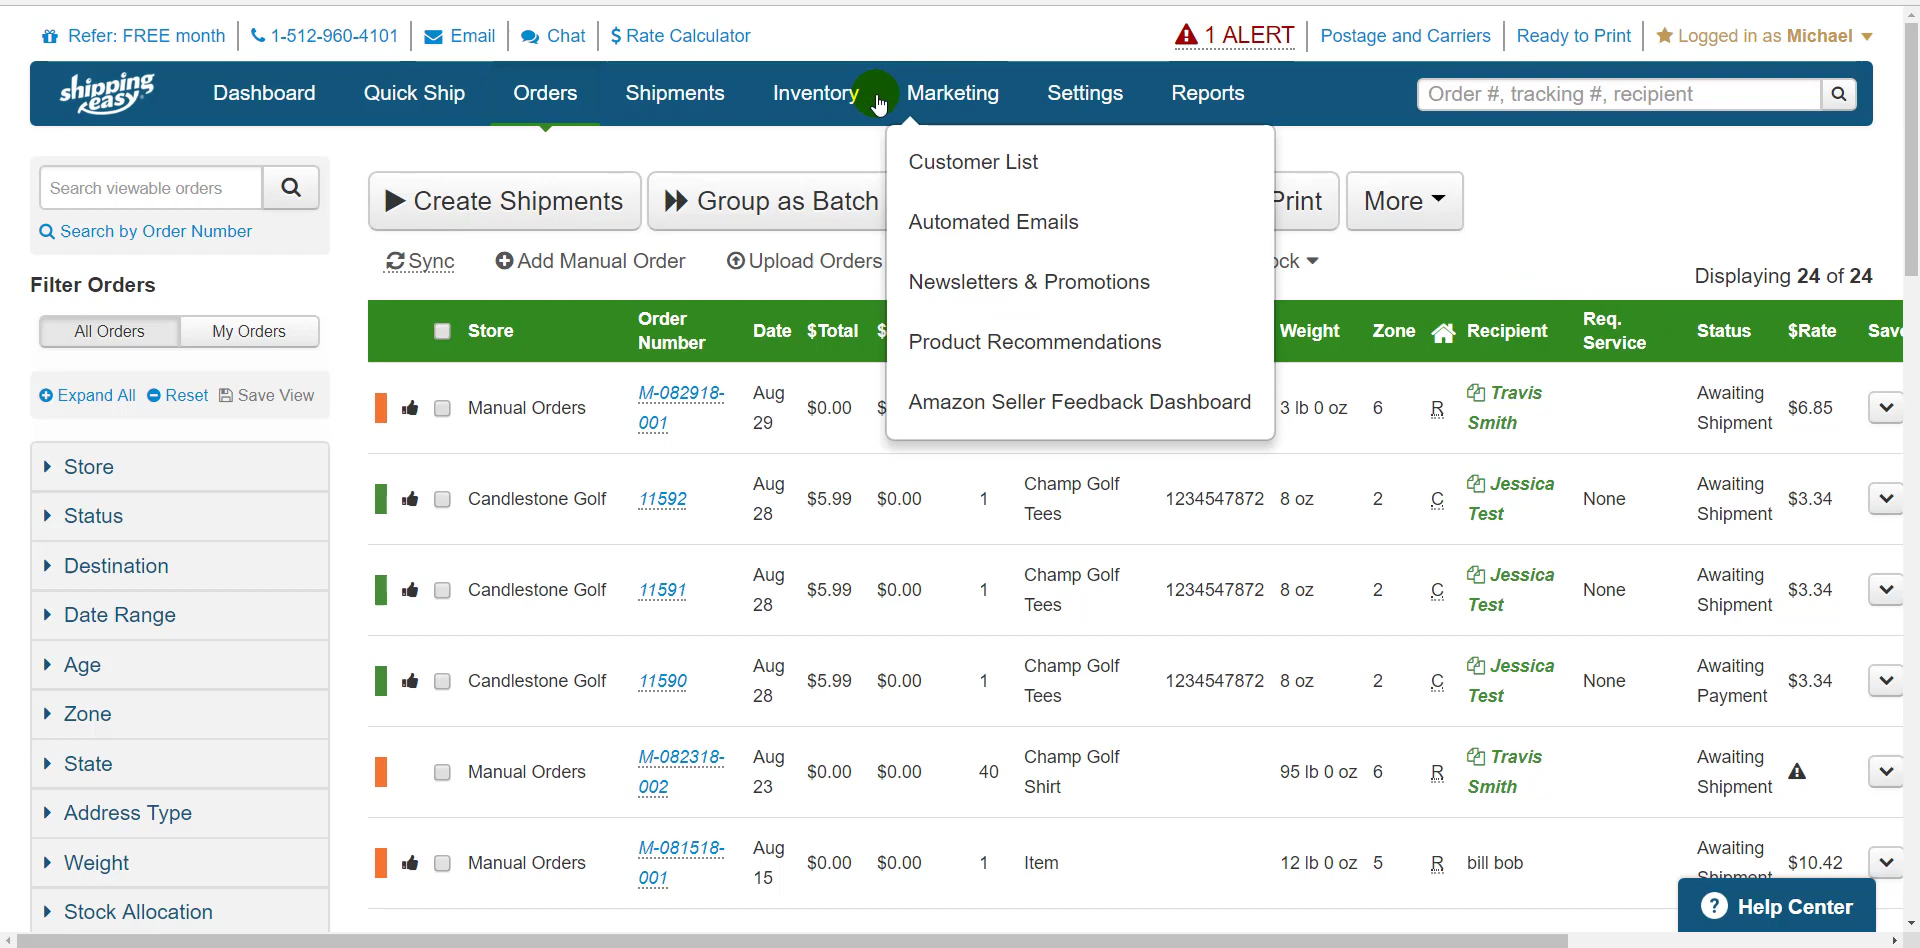 Refer: FREE month
1-512-960-4101
Email
Chat
$ Rate Calculator
1 ALERT
Postage and Carriers
Ready to Print
Logged in as Michael
shipping easy
Dashboard
Quick Ship
Orders
Shipments
Inventory
Marketing
Settings
Reports
Order #, tracking #, recipient
Customer List
Automated Emails
Newsletters & Promotions
Product Recommendations
Amazon Seller Feedback Dashboard
Search viewable orders
Search by Order Number
Filter Orders
All Orders
My Orders
Expand All
Reset
Save View
Store
Status
Destination
Date Range
Age
Zone
State
Address Type
Weight
Stock Allocation
Create Shipments
Group as Batch
Print
More
Sync
Add Manual Order
Upload Orders
ock
Displaying 24 of 24
Store
Order
Number
Date
$Total
$
Weight
Zone
Recipient
Req.
Service
Status
$Rate
Save
Manual Orders
M-082918-
001
Aug
29
$0.00
$
3 lb 0 oz
6
R
Travis
Smith
Awaiting
Shipment
$6.85
Candlestone Golf
11592
Aug
28
$5.99
$0.00
1
Champ Golf
Tees
1234547872
8 oz
2
C
Jessica
Test
None
Awaiting
Shipment
$3.34
Candlestone Golf
11591
Aug
28
$5.99
$0.00
1
Champ Golf
Tees
1234547872
8 oz
2
C
Jessica
Test
None
Awaiting
Shipment
$3.34
Candlestone Golf
11590
Aug
28
$5.99
$0.00
1
Champ Golf
Tees
1234547872
8 oz
2
C
Jessica
Test
None
Awaiting
Payment
$3.34
Manual Orders
M-082318-
002
Aug
23
$0.00
$0.00
40
Champ Golf
Shirt
95 lb 0 oz
6
R
Travis
Smith
Awaiting
Shipment
Manual Orders
M-081518-
001
Aug
15
$0.00
$0.00
1
Item
12 lb 0 oz
5
R
bill bob
Awaiting
Shipment
$10.42
? Help Center